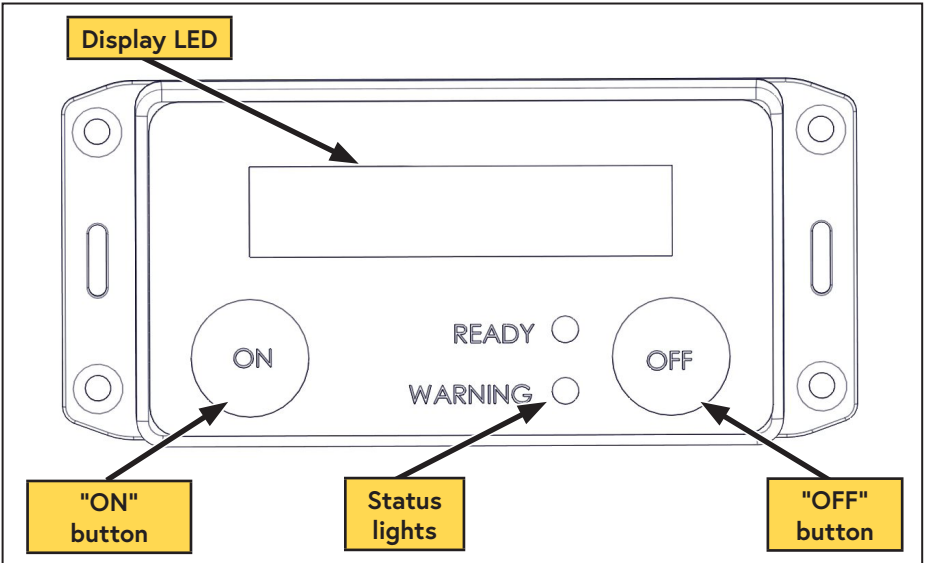 Display LED
READY
ON
OFF
WARNING
"ON"
button
Status
lights
"OFF"
button